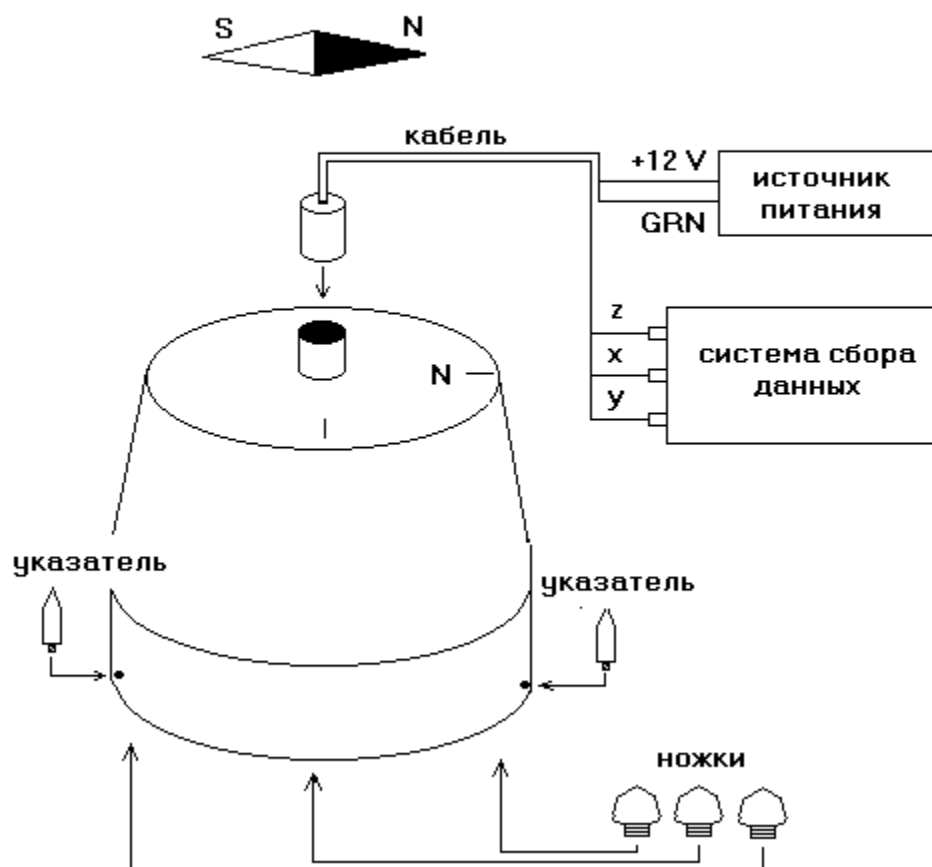 S N
кабель
+12 V
GRN
источник
питания
z
x
y
система сбора
данных
N
указатель
указатель
ножки